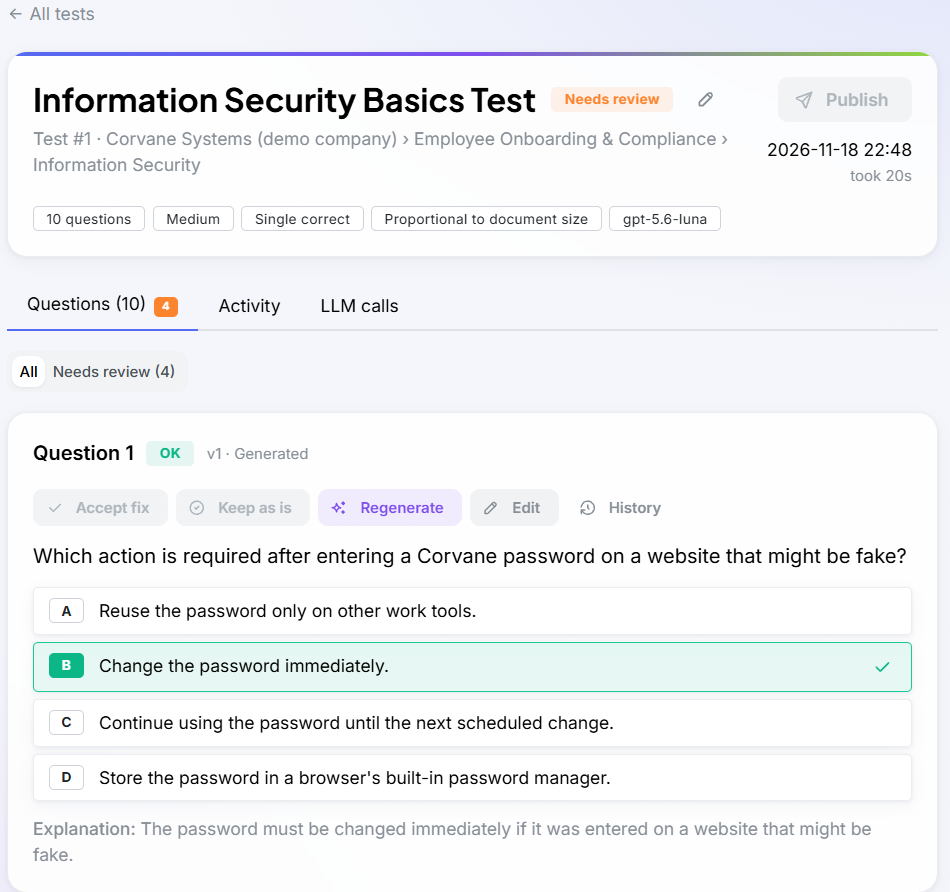 ← All tests
Information Security Basics Test
Needs review
Publish
Test #1 · Corvane Systems (demo company) › Employee Onboarding & Compliance ›
Information Security
2026-11-18 22:48
took 20s
10 questions
Medium
Single correct
Proportional to document size
gpt-5.6-luna
Questions (10) 4
Activity
LLM calls
All
Needs review (4)
Question 1
OK
v1 · Generated
Accept fix
Keep as is
Regenerate
Edit
History
Which action is required after entering a Corvane password on a website that might be fake?
A Reuse the password only on other work tools.
B Change the password immediately.
C Continue using the password until the next scheduled change.
D Store the password in a browser's built-in password manager.
Explanation: The password must be changed immediately if it was entered on a website that might be
fake.